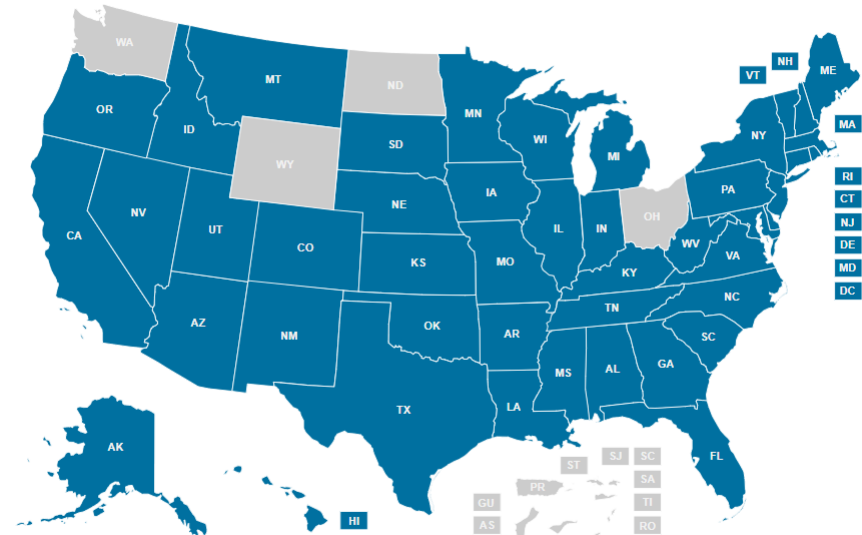 WA
MT
ND
MN
VT
NH
ME
OR
ID
SD
WI
MI
NY
MA
WY
NE
IA
PA
RI
CT
NJ
DE
MD
DC
CA
NV
UT
CO
KS
MO
IL
IN
OH
WV
VA
KY
AZ
NM
OK
AR
TN
NC
SC
TX
LA
MS
AL
GA
FL
AK
HI
ST
SJ
SC
PR
SA
GU
TI
AS
RO